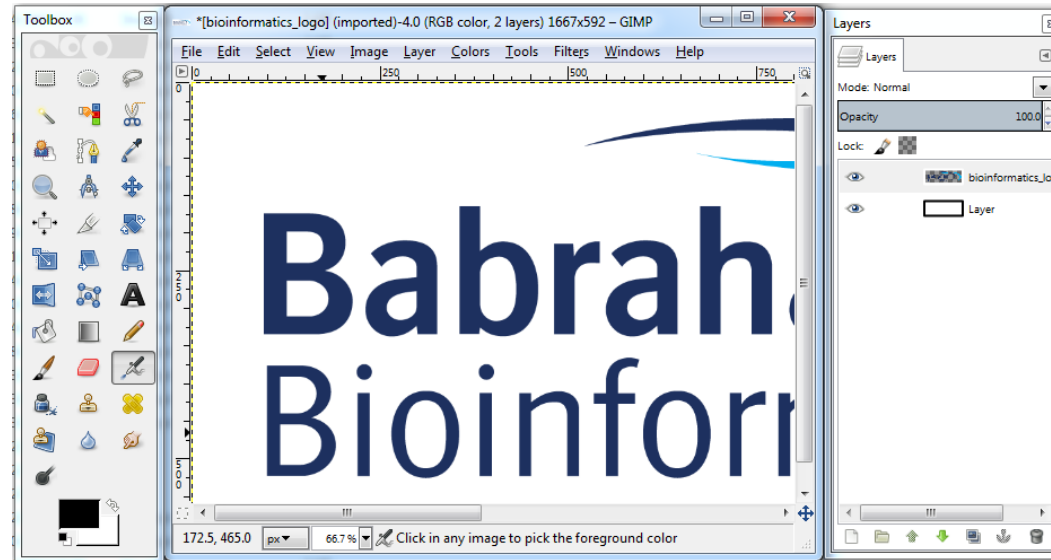 Toolbox
*[bioinformatics_logo] (imported)-4.0 (RGB color, 2 layers) 1667x592 – GIMP
File Edit Select View Image Layer Colors Tools Filters Windows Help
0 250 500 750
0
250
500
Babraha
Bioinform
172.5, 465.0 px 66.7 % Click in any image to pick the foreground color
Layers
Layers
Mode: Normal
Opacity 100.0
Lock:
bioinformatics_lo
Layer